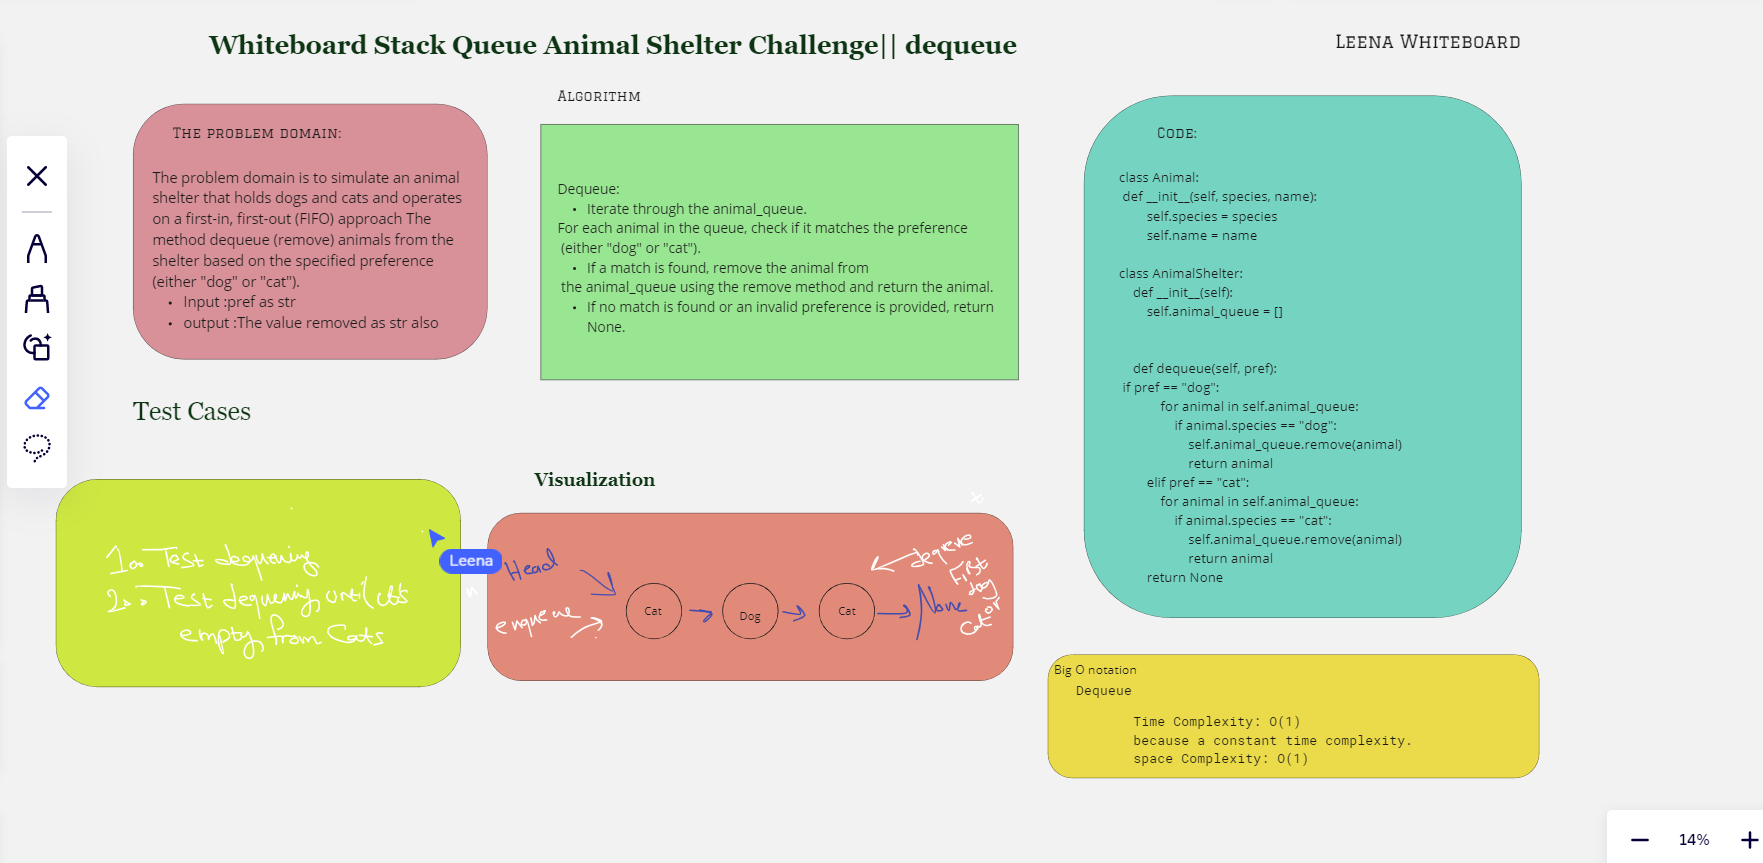 Whiteboard Stack Queue Animal Shelter Challenge|| dequeue
Leena Whiteboard
The problem domain:
The problem domain is to simulate an animal
shelter that holds dogs and cats and operates
on a first-in, first-out (FIFO) approach The
method dequeue (remove) animals from the
shelter based on the specified preference
(either "dog" or "cat").
• Input :pref as str
• output :The value removed as str also
Algorithm
Dequeue:
• Iterate through the animal_queue.
For each animal in the queue, check if it matches the preference
(either "dog" or "cat").
• If a match is found, remove the animal from
the animal_queue using the remove method and return the animal.
• If no match is found or an invalid preference is provided, return
None.
Code:
class Animal:
def __init__(self, species, name):
self.species = species
self.name = name
class AnimalShelter:
def __init__(self):
self.animal_queue = []
def dequeue(self, pref):
if pref == "dog":
for animal in self.animal_queue:
if animal.species == "dog":
self.animal_queue.remove(animal)
return animal
elif pref == "cat":
for animal in self.animal_queue:
if animal.species == "cat":
self.animal_queue.remove(animal)
return animal
return None
Test Cases
Test dequeuing
Test dequeuing until
empty from Cats
Leena
Visualization
Head
enqueue
Cat
Dog
Cat
None
dequeue
First
dog or
Cat
Big O notation
Dequeue
Time Complexity: O(1)
because a constant time complexity.
space Complexity: O(1)
14%